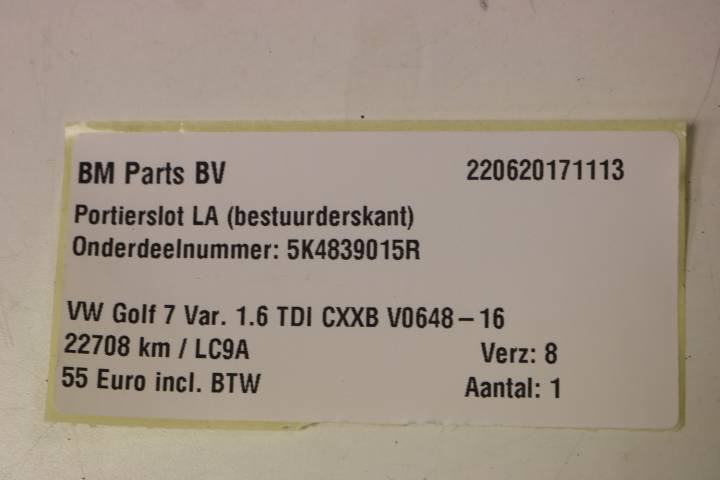 BM Parts BV 220620171113
Portierslot LA (bestuurderskant)
Onderdeelnummer: 5K4839015R
VW Golf 7 Var. 1.6 TDI CXXB V0648-16
22708 km / LC9A Verz: 8
55 Euro incl. BTW Aantal: 1